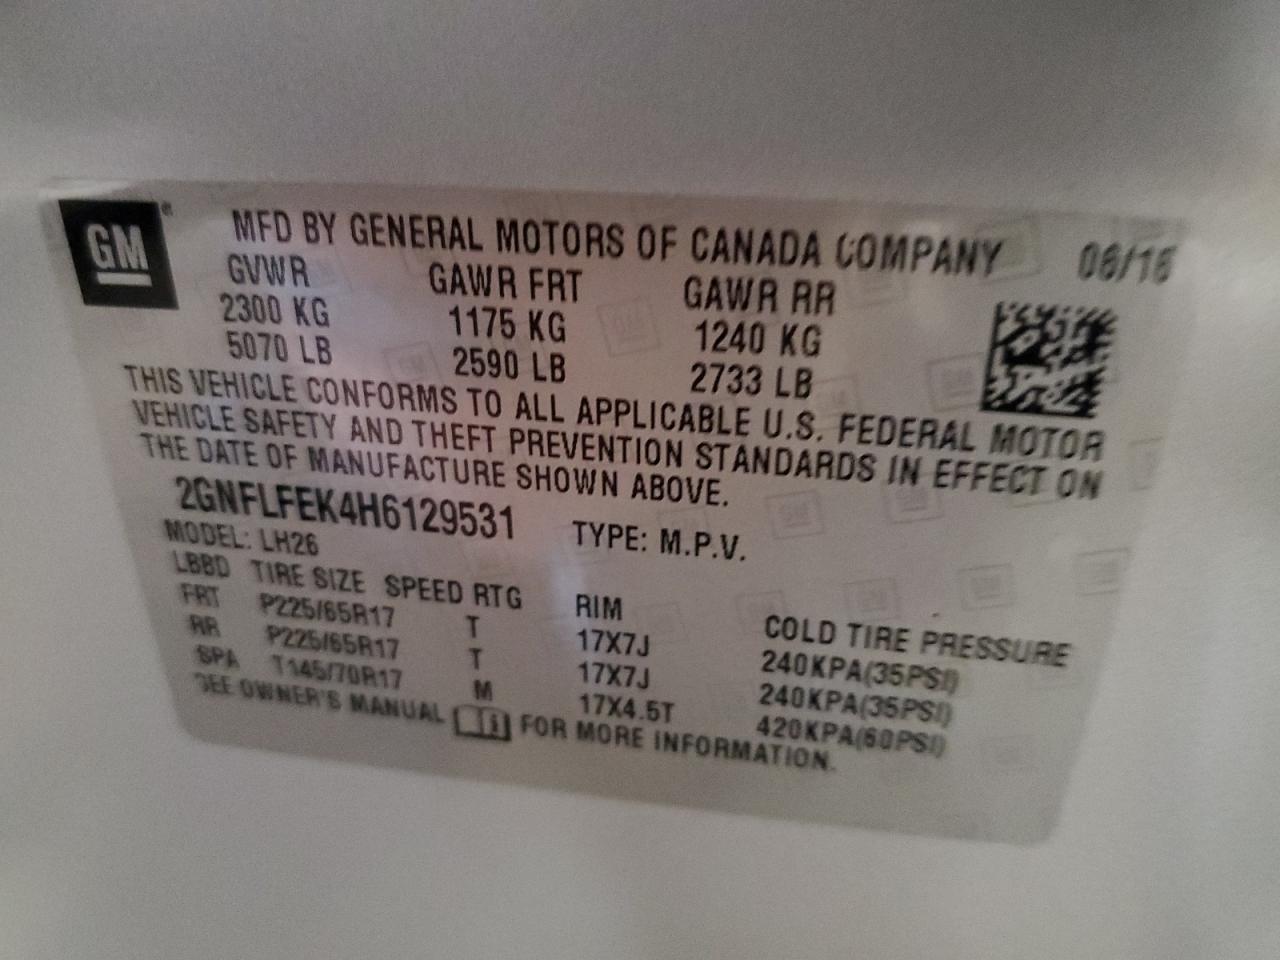 GM
MFD BY GENERAL MOTORS OF CANADA COMPANY 06/16
GVWR GAWR FRT GAWR RR
2300 KG 1175 KG 1240 KG
5070 LB 2590 LB 2733 LB
THIS VEHICLE CONFORMS TO ALL APPLICABLE U.S. FEDERAL MOTOR
VEHICLE SAFETY AND THEFT PREVENTION STANDARDS IN EFFECT ON
THE DATE OF MANUFACTURE SHOWN ABOVE.
2GNFLFEK4H6129531 TYPE: M.P.V.
MODEL: LH26
LBBD TIRE SIZE SPEED RTG RIM COLD TIRE PRESSURE
FRT P225/65R17 T 17X7J 240KPA(35PSI)
RR P225/65R17 T 17X7J 240KPA(35PSI)
SPA T145/70R17 M 17X4.5T 420KPA(60PSI)
SEE OWNER'S MANUAL FOR MORE INFORMATION.